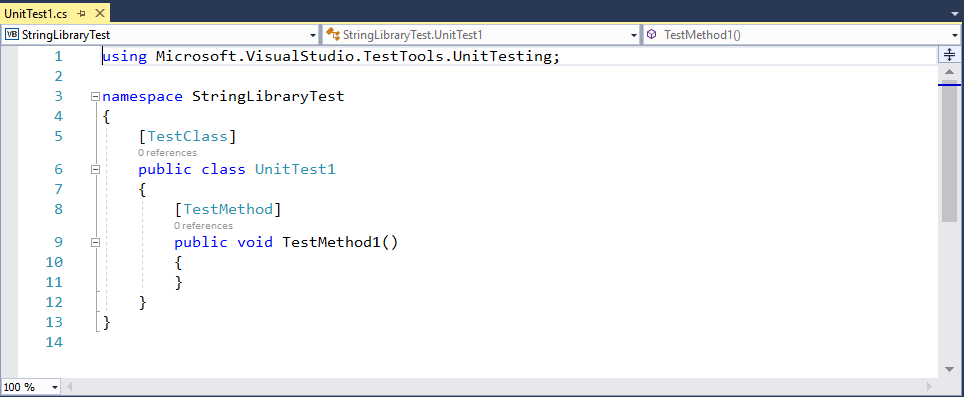 UnitTest1.cs
VB StringLibraryTest StringLibraryTest.UnitTest1 TestMethod1()
1 using Microsoft.VisualStudio.TestTools.UnitTesting;
2
3 namespace StringLibraryTest
4 {
5 [TestClass]
0 references
6 public class UnitTest1
7 {
8 [TestMethod]
0 references
9 public void TestMethod1()
10 {
11 }
12 }
13 }
14
100 %